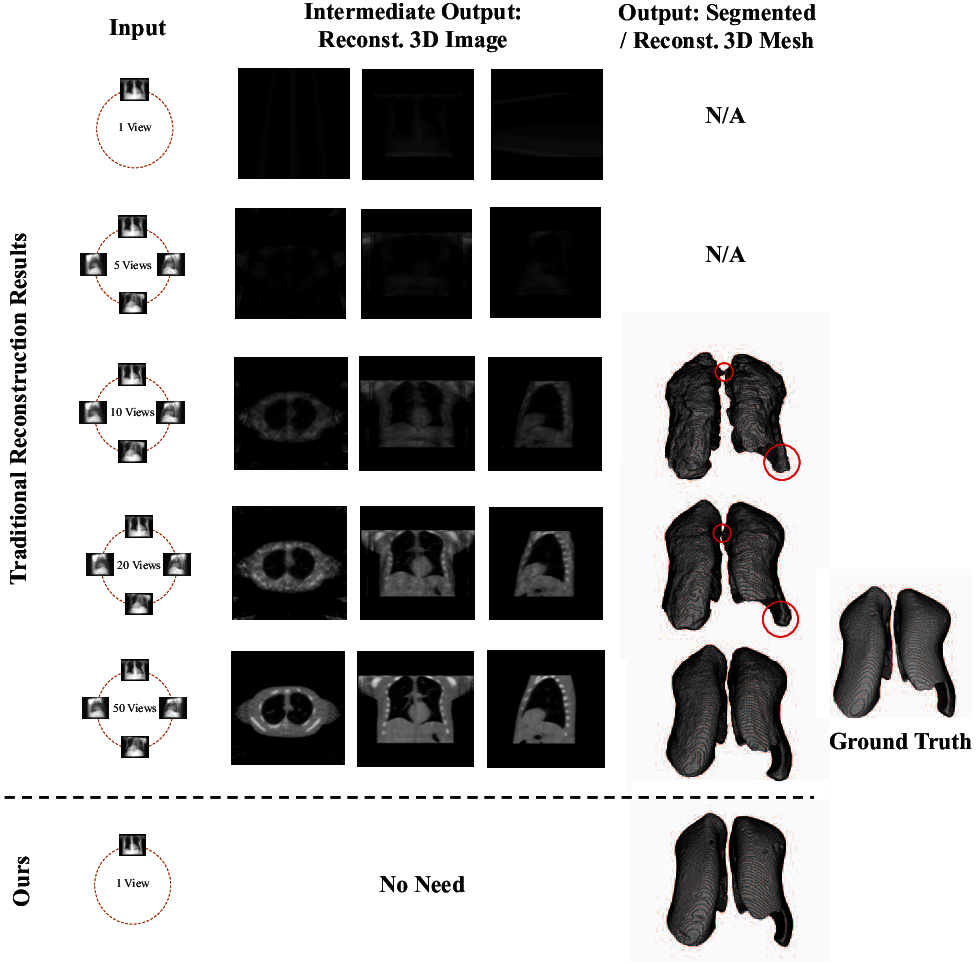 Input
Intermediate Output:
Reconst. 3D Image
Output: Segmented
/ Reconst. 3D Mesh
Traditional Reconstruction Results
1 View
N/A
5 Views
N/A
10 Views
20 Views
50 Views
Ground Truth
Ours
1 View
No Need